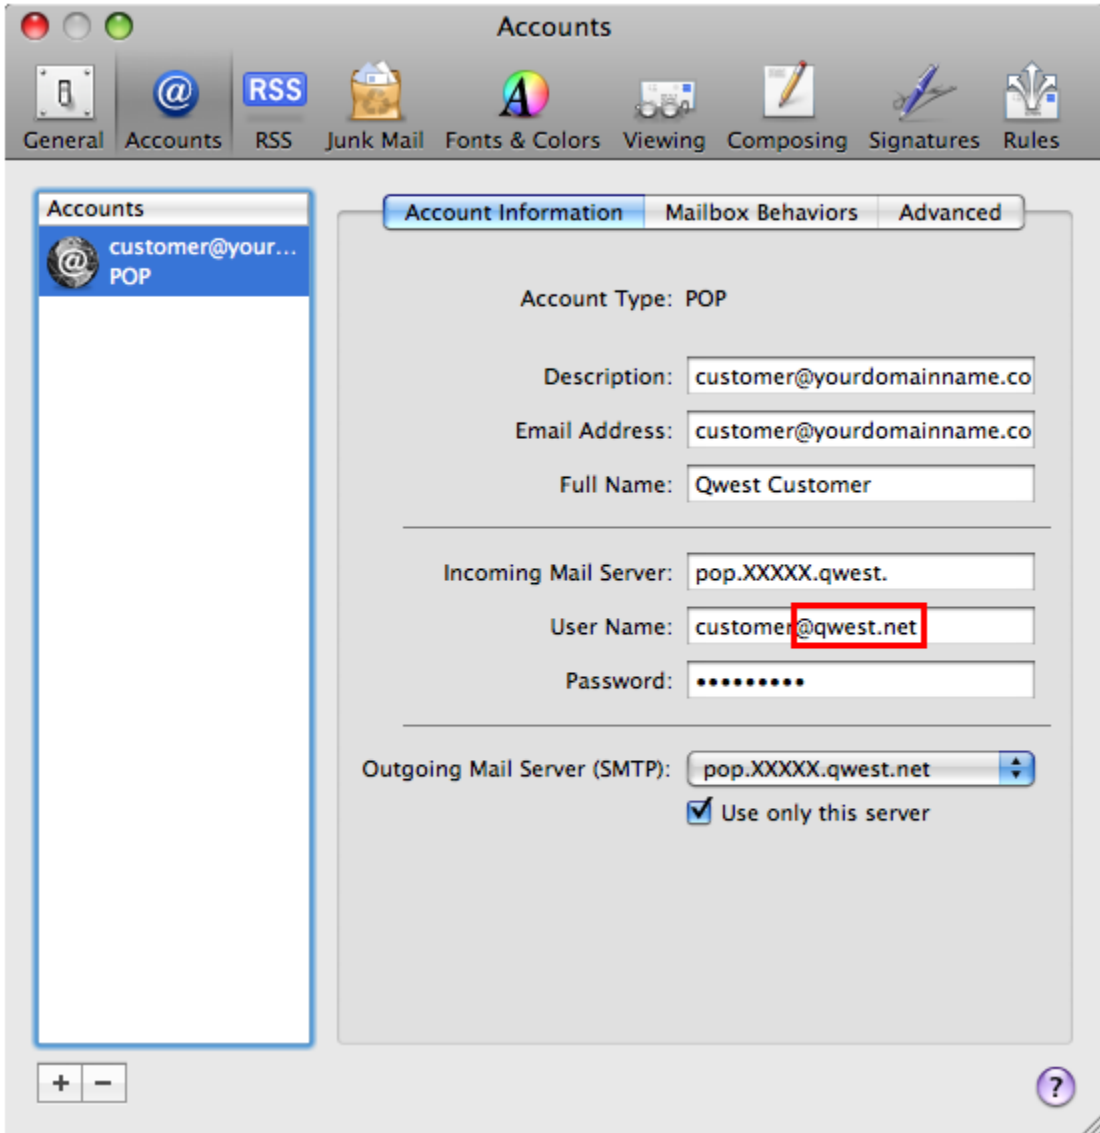 Accounts
RSS
General Accounts RSS Junk Mail Fonts & Colors Viewing Composing Signatures Rules
Accounts
customer@your...
POP
Account Information Mailbox Behaviors Advanced
Account Type: POP
Description: customer@yourdomainname.co
Email Address: customer@yourdomainname.co
Full Name: Qwest Customer
Incoming Mail Server: pop.XXXXX.qwest.
User Name: customer@qwest.net
Password: •••••••••
Outgoing Mail Server (SMTP): pop.XXXXX.qwest.net
Use only this server
+ − ?